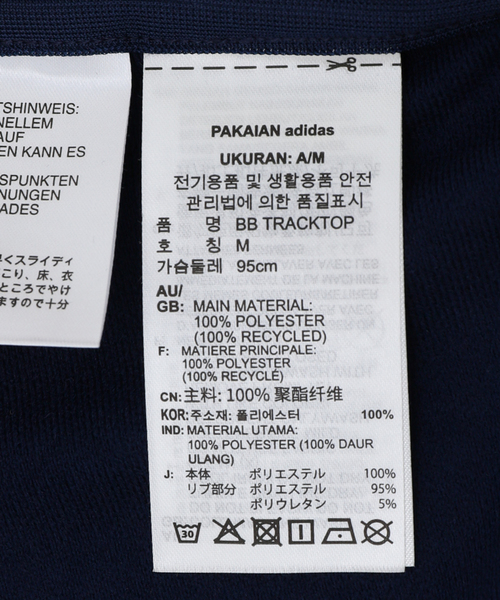 TSHINWEIS:
NELLEM
AUF
EN KANN ES
SPUNKTEN
NUNGEN
ADES
くスライディ
こり、床、衣
ところでやけ
ますので十分
PAKAIAN adidas
UKURAN: A/M
전기용품 및 생활용품 안전
관리법에 의한 품질표시
품 명 BB TRACKTOP
호 칭 M
가슴둘레 95cm
AU/
GB: MAIN MATERIAL:
100% POLYESTER
(100% RECYCLED)
F: MATIERE PRINCIPALE:
100% POLYESTER
(100% RECYCLÉ)
CN: 主料: 100% 聚酯纤维
KOR: 주소재: 폴리에스터 100%
IND: MATERIAL UTAMA:
100% POLYESTER (100% DAUR
ULANG)
J: 本体 ポリエステル 100%
リブ部分 ポリエステル 95%
ポリウレタン 5%
30